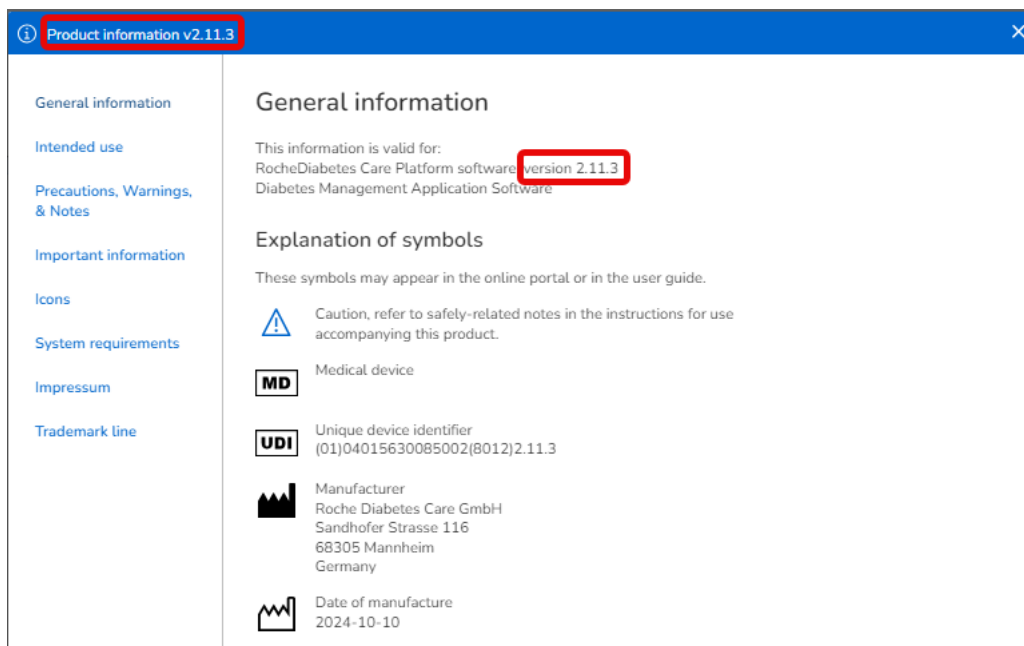 Product information v2.11.3
General information
Intended use
Precautions, Warnings,
& Notes
Important information
Icons
System requirements
Impressum
Trademark line
General information
This information is valid for:
RocheDiabetes Care Platform software version 2.11.3
Diabetes Management Application Software
Explanation of symbols
These symbols may appear in the online portal or in the user guide.
Caution, refer to safely-related notes in the instructions for use
accompanying this product.
MD
Medical device
UDI
Unique device identifier
(01)04015630085002(8012)2.11.3
Manufacturer
Roche Diabetes Care GmbH
Sandhofer Strasse 116
68305 Mannheim
Germany
Date of manufacture
2024-10-10